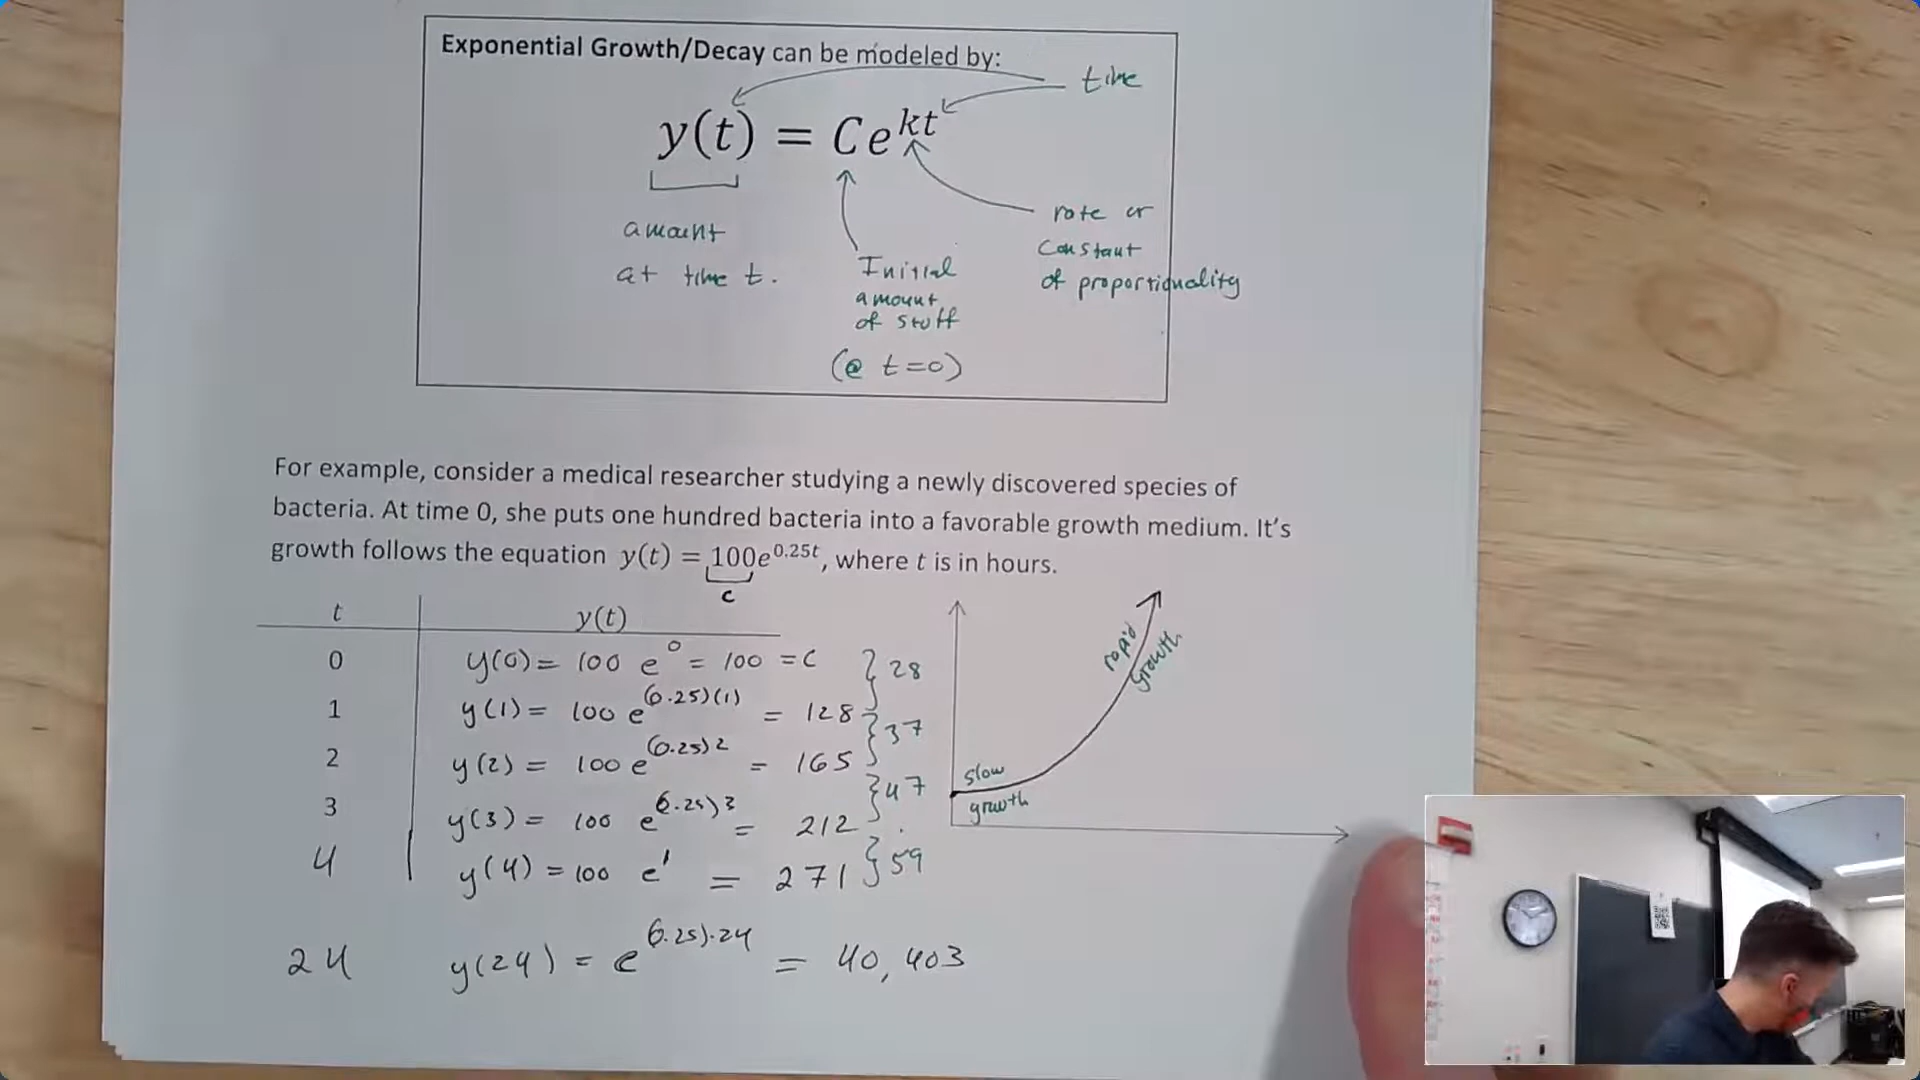 Exponential Growth/Decay can be modeled by:
time
y(t) = Ce^{kt}
rate or
constant
of proportionality
amount
at time t.
Initial
amount
of stuff
(@ t=0)
For example, consider a medical researcher studying a newly discovered species of
bacteria. At time 0, she puts one hundred bacteria into a favorable growth medium. It's
growth follows the equation y(t) = 100e^{0.25t}, where t is in hours.
c
t y(t)
0 y(0) = 100 e^0 = 100 = C } 28
1 y(1) = 100 e^{(0.25)(1)} = 128 } 37
2 y(2) = 100 e^{(0.25)2} = 165 } 47
3 y(3) = 100 e^{(0.25)3} = 212
4 y(4) = 100 e^1 = 271 } 59
24 y(24) = e^{(0.25)·24} = 40,403
rapid
growth
slow
growth